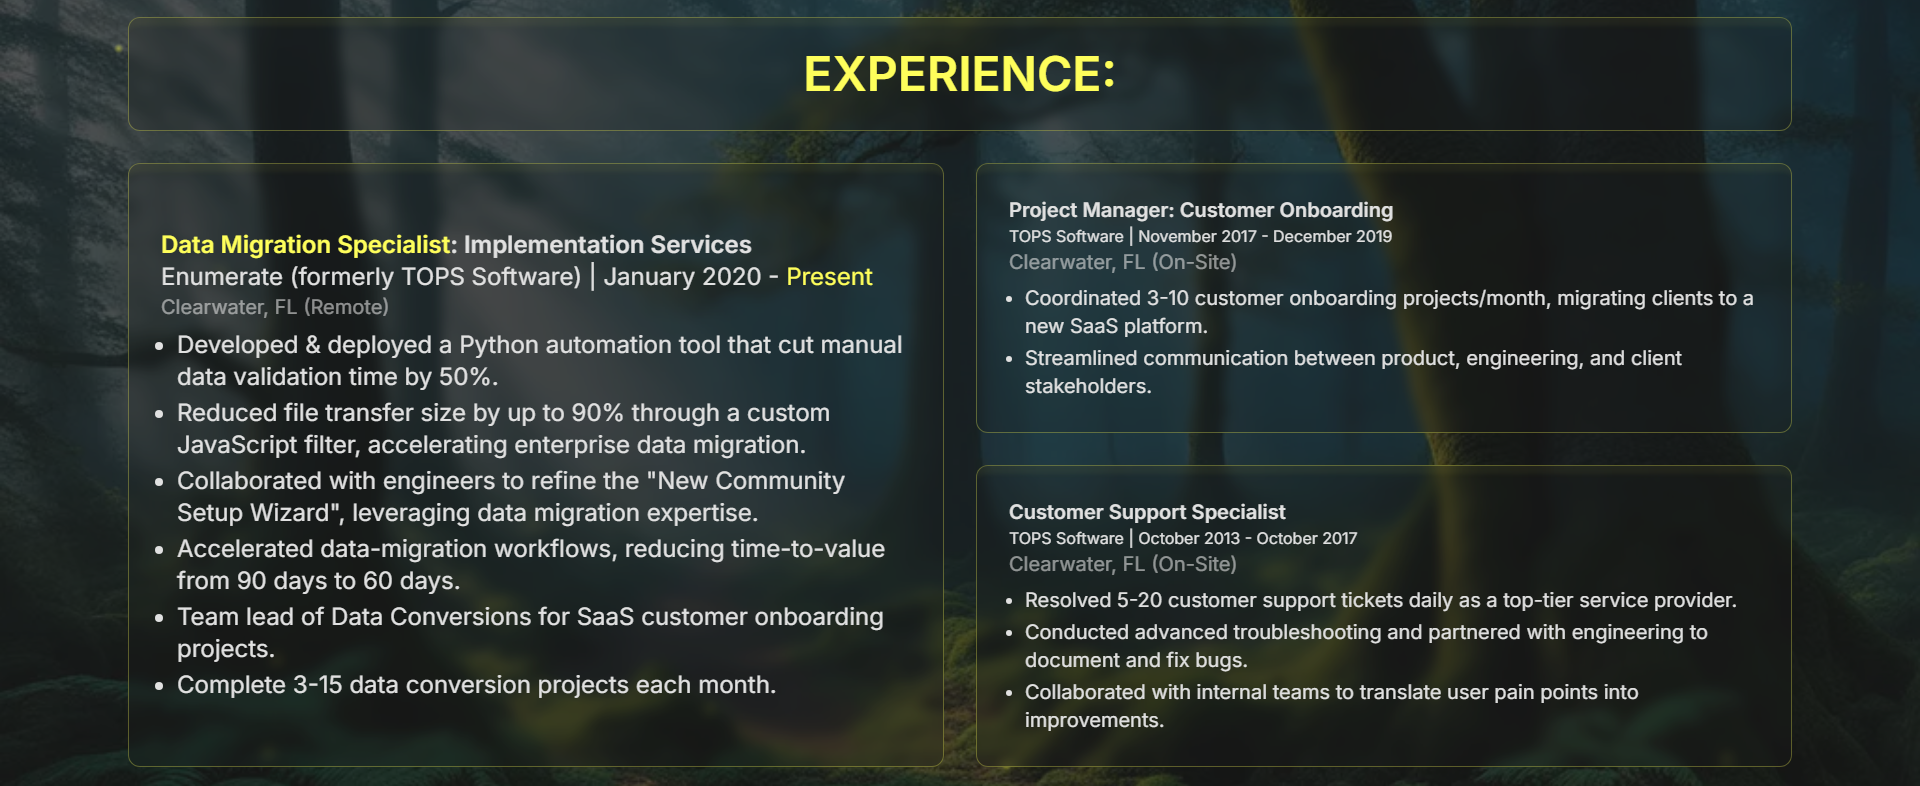 EXPERIENCE:
Data Migration Specialist: Implementation Services
Enumerate (formerly TOPS Software) | January 2020 - Present
Clearwater, FL (Remote)
• Developed & deployed a Python automation tool that cut manual
data validation time by 50%.
• Reduced file transfer size by up to 90% through a custom
JavaScript filter, accelerating enterprise data migration.
• Collaborated with engineers to refine the "New Community
Setup Wizard", leveraging data migration expertise.
• Accelerated data-migration workflows, reducing time-to-value
from 90 days to 60 days.
• Team lead of Data Conversions for SaaS customer onboarding
projects.
• Complete 3-15 data conversion projects each month.
Project Manager: Customer Onboarding
TOPS Software | November 2017 - December 2019
Clearwater, FL (On-Site)
• Coordinated 3-10 customer onboarding projects/month, migrating clients to a
new SaaS platform.
• Streamlined communication between product, engineering, and client
stakeholders.
Customer Support Specialist
TOPS Software | October 2013 - October 2017
Clearwater, FL (On-Site)
• Resolved 5-20 customer support tickets daily as a top-tier service provider.
• Conducted advanced troubleshooting and partnered with engineering to
document and fix bugs.
• Collaborated with internal teams to translate user pain points into
improvements.